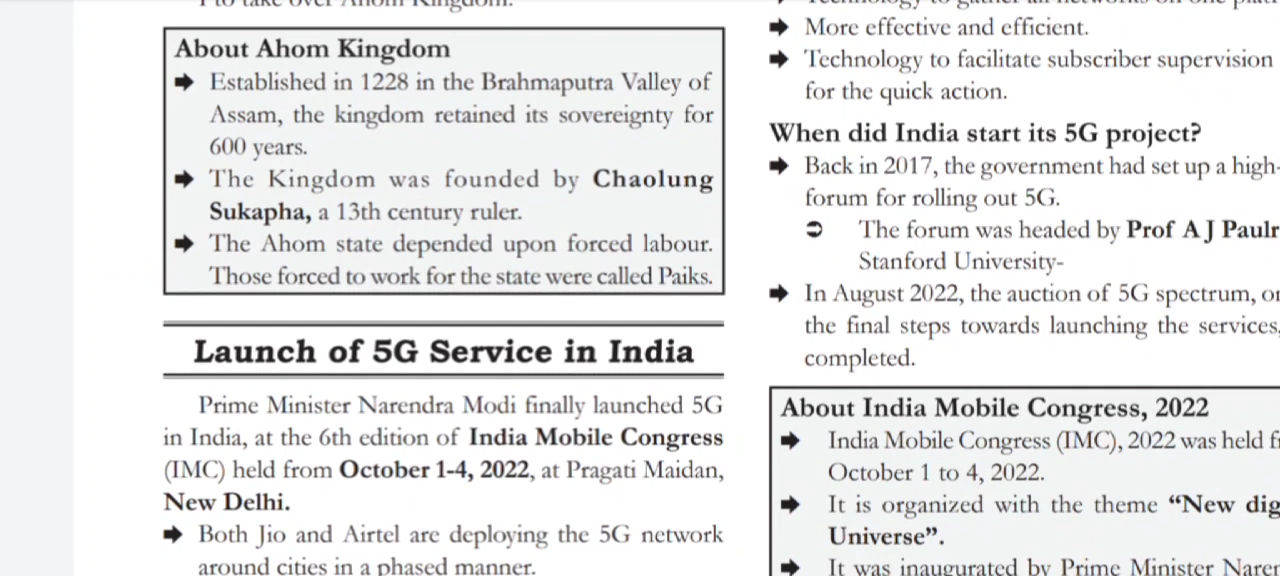 About Ahom Kingdom
➡ Established in 1228 in the Brahmaputra Valley of
Assam, the kingdom retained its sovereignty for
600 years.
➡ The Kingdom was founded by Chaolung
Sukapha, a 13th century ruler.
➡ The Ahom state depended upon forced labour.
Those forced to work for the state were called Paiks.
Launch of 5G Service in India
Prime Minister Narendra Modi finally launched 5G
in India, at the 6th edition of India Mobile Congress
(IMC) held from October 1-4, 2022, at Pragati Maidan,
New Delhi.
➡ Both Jio and Airtel are deploying the 5G network
around cities in a phased manner.
➡ More effective and efficient.
➡ Technology to facilitate subscriber supervision
for the quick action.
When did India start its 5G project?
➡ Back in 2017, the government had set up a high-
forum for rolling out 5G.
➲ The forum was headed by Prof A J Paulr
Stanford University-
➡ In August 2022, the auction of 5G spectrum,
the final steps towards launching the services,
completed.
About India Mobile Congress, 2022
➡ India Mobile Congress (IMC), 2022 was held
October 1 to 4, 2022.
➡ It is organized with the theme “New dig
Universe”.
➡ It was inaugurated by Prime Minister Naren